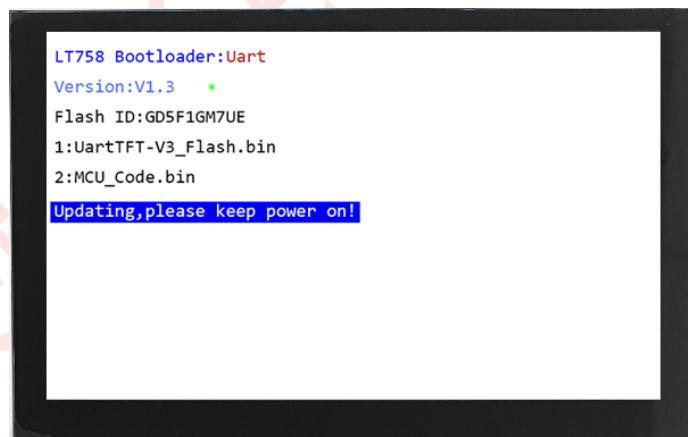 LT758 Bootloader:Uart
Version:V1.3 *
Flash ID:GD5F1GM7UE
1:UartTFT-V3_Flash.bin
2:MCU_Code.bin
Updating,please keep power on!